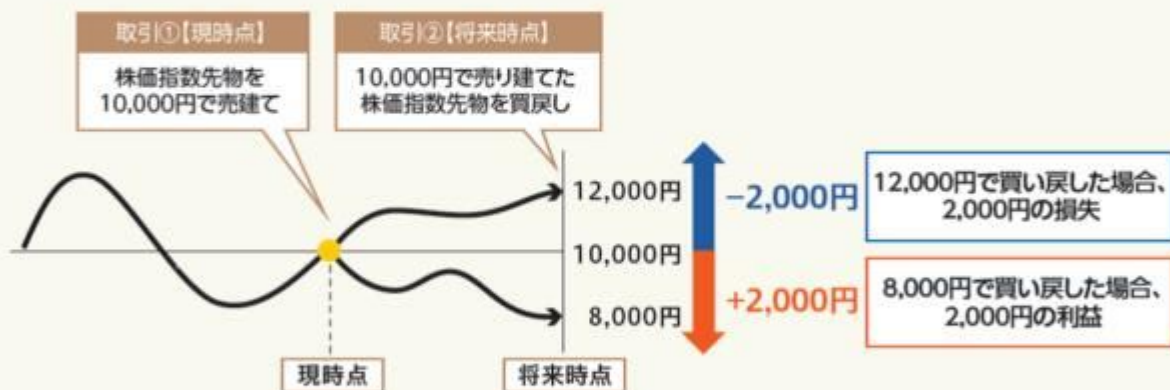 取引①【現時点】
株価指数先物を
10,000円で売建て
取引②【将来時点】
10,000円で売り建てた
株価指数先物を買戻し
12,000円
10,000円
8,000円
−2,000円
+2,000円
12,000円で買い戻した場合、
2,000円の損失
8,000円で買い戻した場合、
2,000円の利益
現時点
将来時点